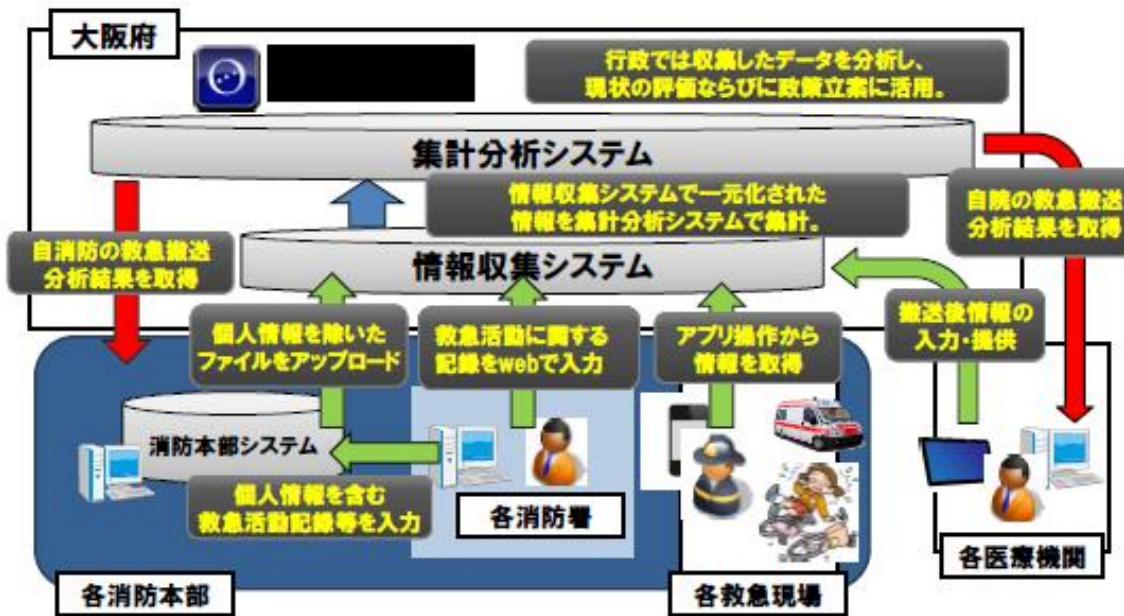 大阪府
行政では収集したデータを分析し、
現状の評価ならびに政策立案に活用。
集計分析システム
情報収集システムで一元化された
情報を集計分析システムで集計。
自院の救急搬送
分析結果を取得
自消防の救急搬送
分析結果を取得
情報収集システム
個人情報を除いた
ファイルをアップロード
救急活動に関する
記録をwebで入力
アプリ操作から
情報を取得
搬送後情報の
入力・提供
消防本部システム
個人情報を含む
救急活動記録等を入力
各消防署
各消防本部
各救急現場
各医療機関